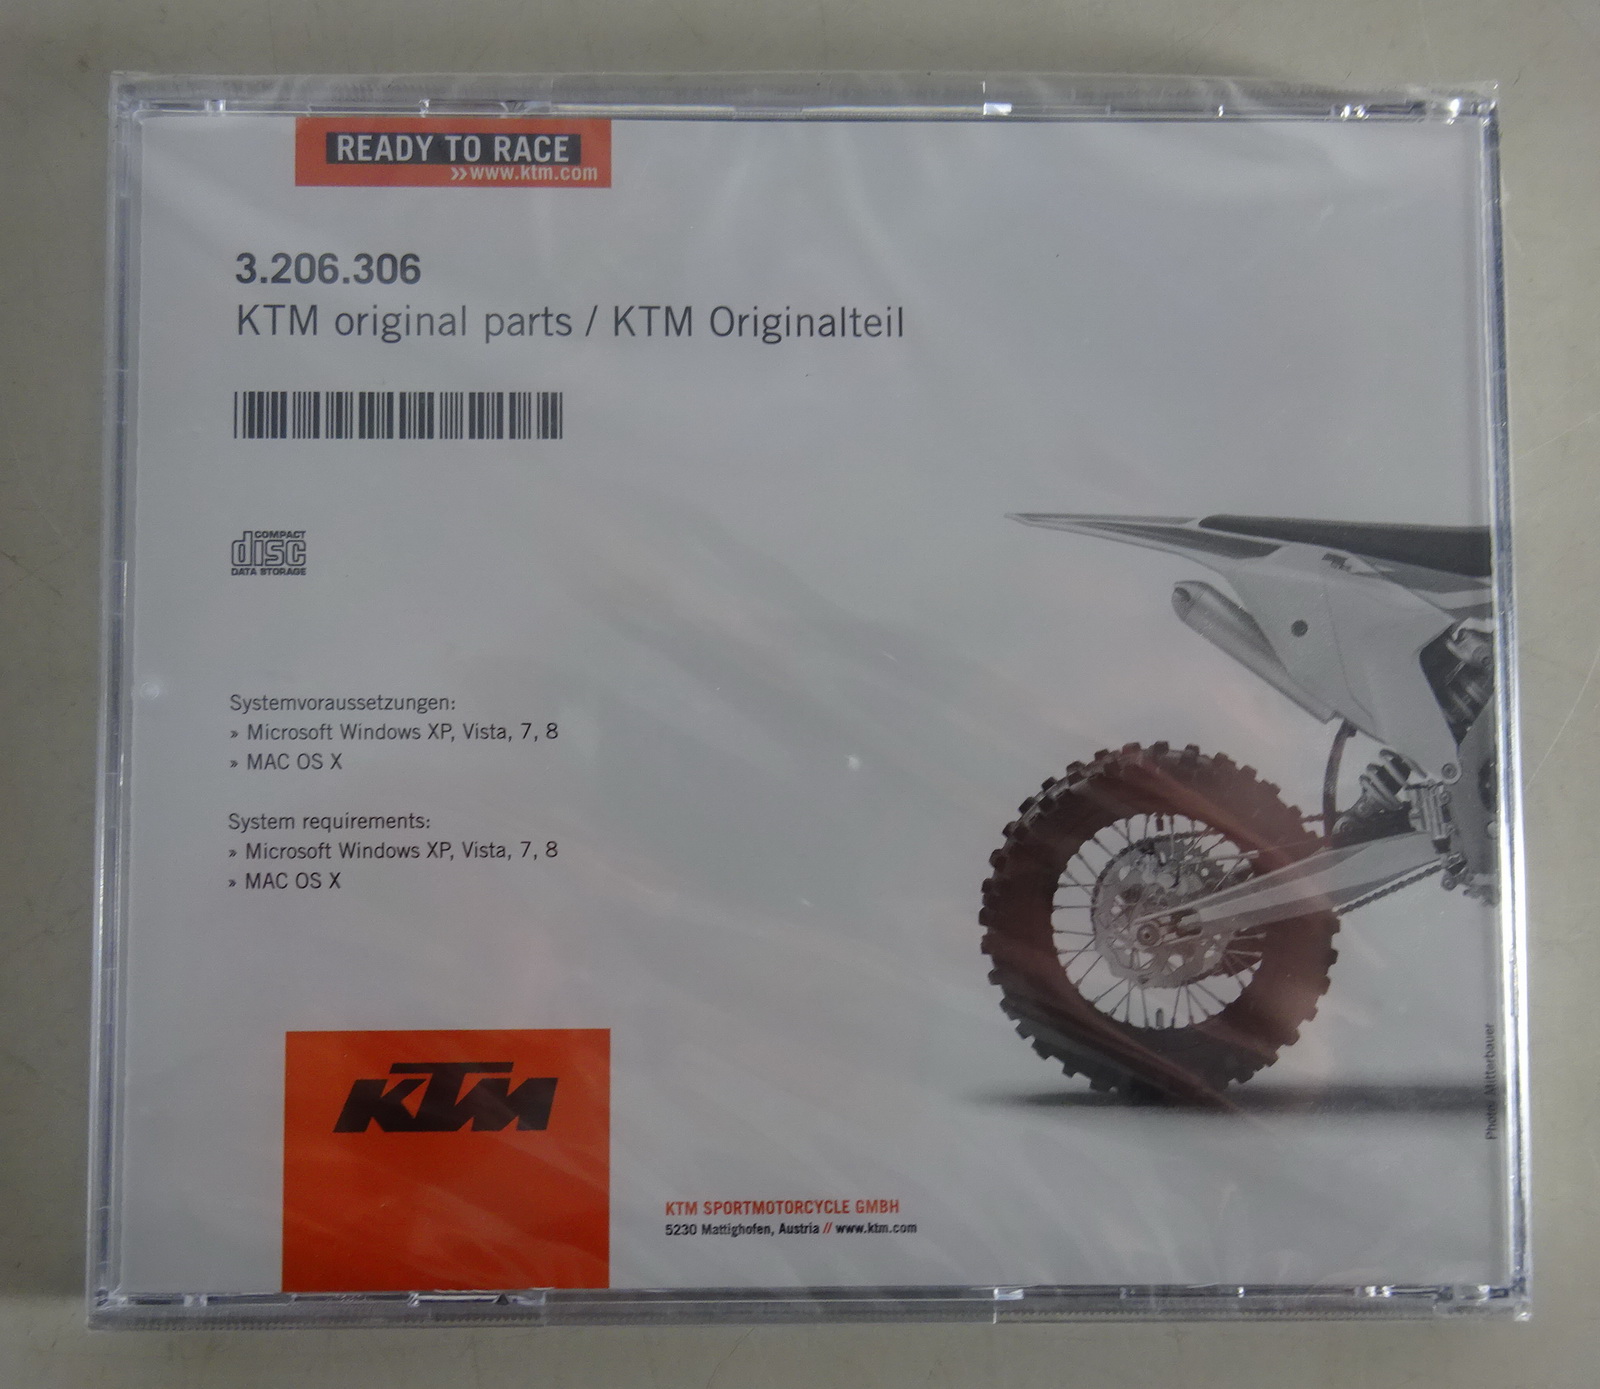 READY TO RACE
»www.ktm.com
3.206.306
KTM original parts / KTM Originalteil
COMPACT
disc
DATA STORAGE
Systemvoraussetzungen:
» Microsoft Windows XP, Vista, 7, 8
» MAC OS X
System requirements:
» Microsoft Windows XP, Vista, 7, 8
» MAC OS X
KTM
KTM SPORTMOTORCYCLE GMBH
5230 Mattighofen, Austria // www.ktm.com
Photo: Mitterbauer